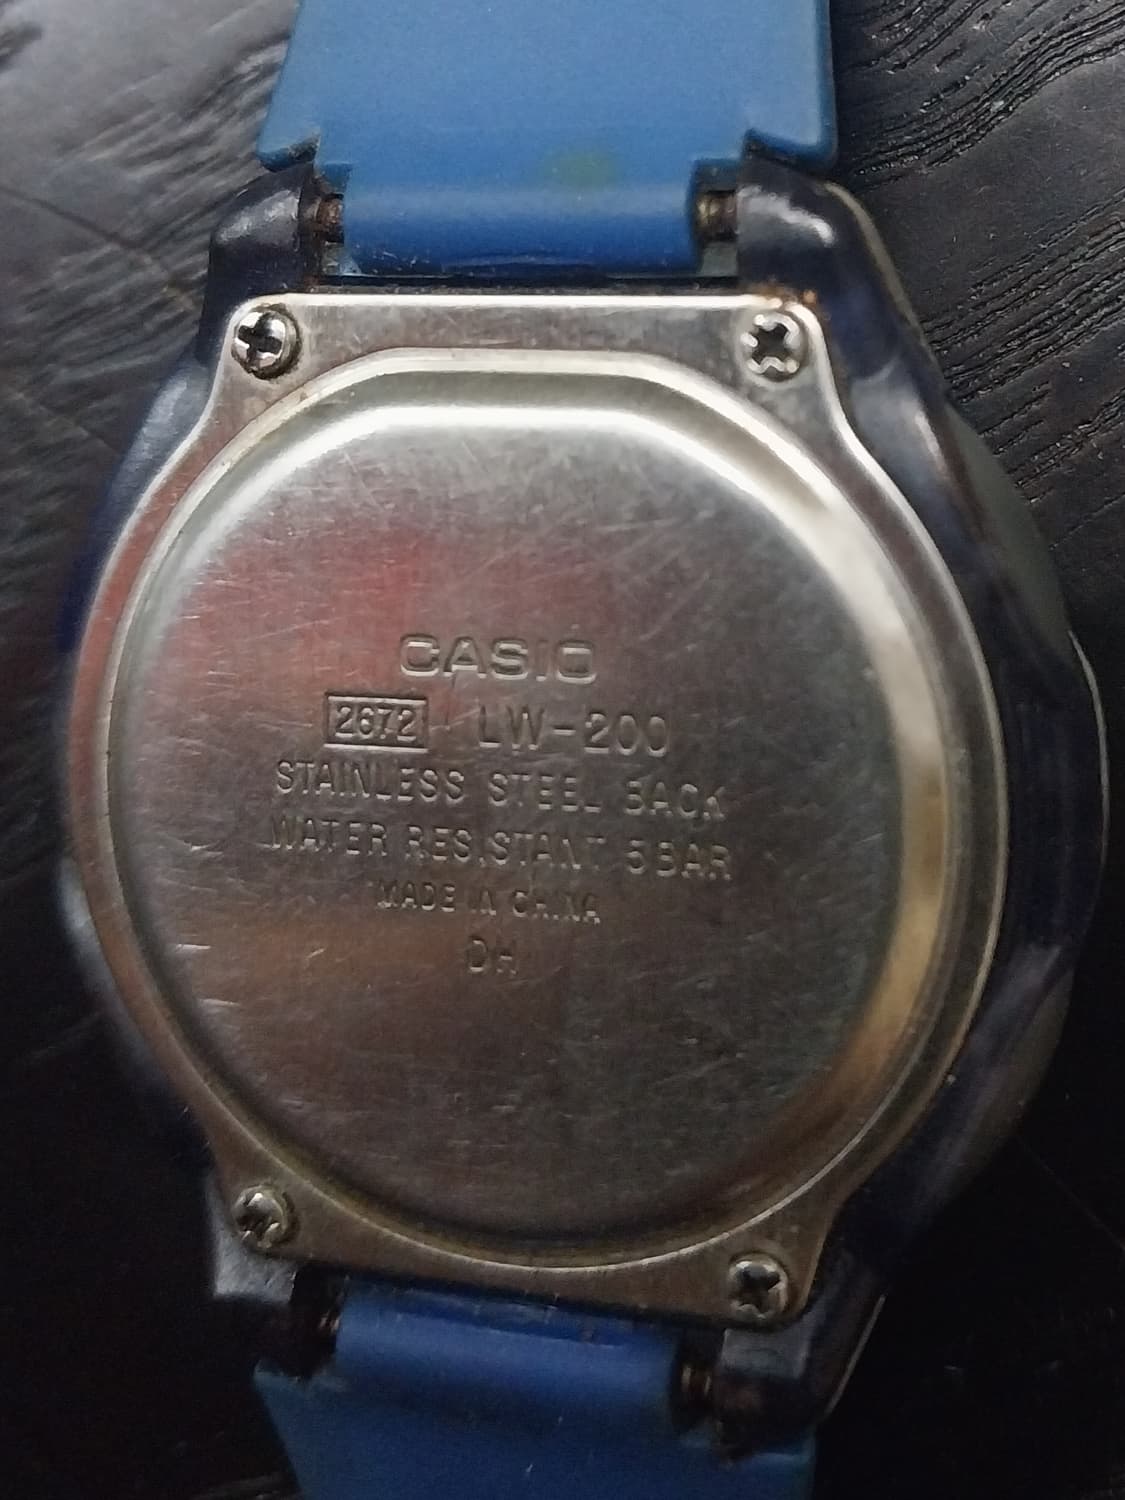 CASIO
2672 LW-200
STAINLESS STEEL BACK
WATER RESISTANT 5BAR
MADE IN CHINA
DH